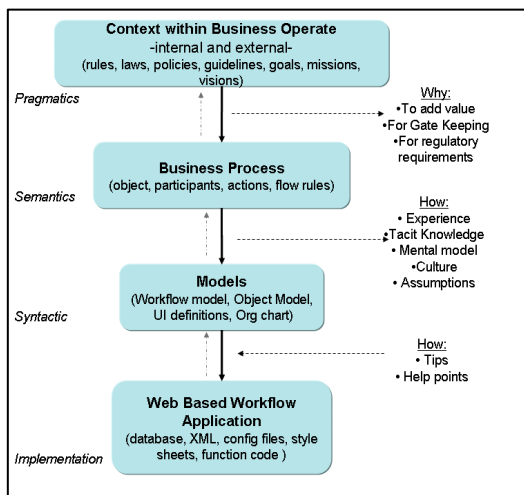 Context within Business Operate
-internal and external-
(rules, laws, policies, guidelines, goals, missions,
visions)
Pragmatics
Why:
•To add value
•For Gate Keeping
•For regulatory
requirements
Business Process
(object, participants, actions, flow rules)
Semantics
How:
• Experience
•Tacit Knowledge
• Mental model
•Culture
• Assumptions
Models
(Workflow model, Object Model,
UI definitions, Org chart)
Syntactic
How:
• Tips
• Help points
Web Based Workflow
Application
(database, XML, config files, style
sheets, function code )
Implementation